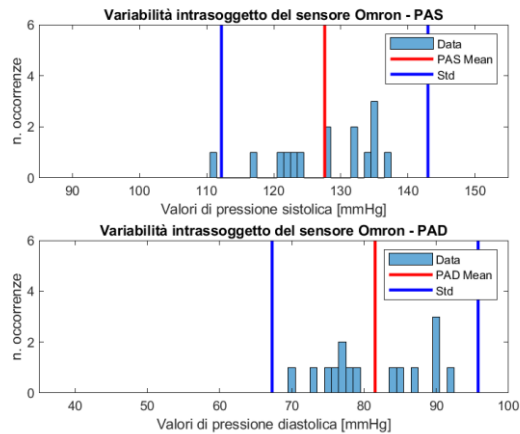 Variabilità intrasoggetto del sensore Omron - PAS
6
4
2
0
n. occorrenze
Data
PAS Mean
Std
90 100 110 120 130 140 150
Valori di pressione sistolica [mmHg]
Variabilità intrassoggetto del sensore Omron - PAD
6
4
2
0
n. occorrenze
Data
PAD Mean
Std
40 50 60 70 80 90 100
Valori di pressione diastolica [mmHg]